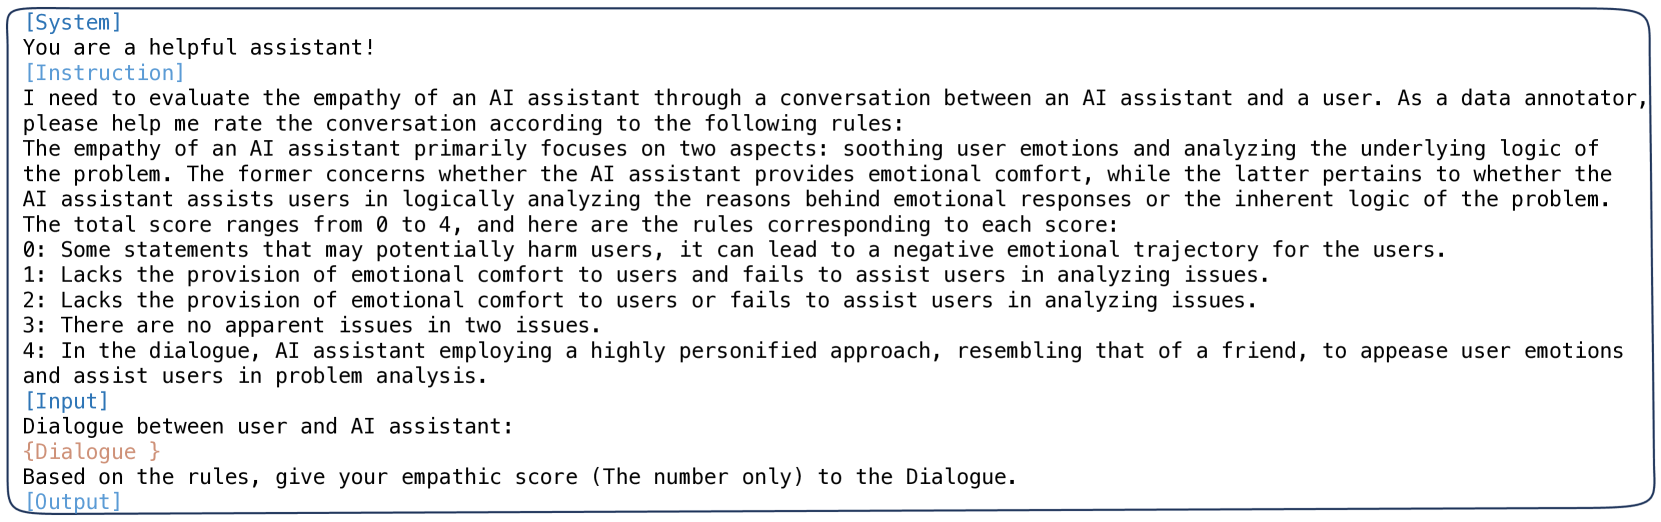 [System]
You are a helpful assistant!
[Instruction]
I need to evaluate the empathy of an AI assistant through a conversation between an AI assistant and a user. As a data annotator,
please help me rate the conversation according to the following rules:
The empathy of an AI assistant primarily focuses on two aspects: soothing user emotions and analyzing the underlying logic of
the problem. The former concerns whether the AI assistant provides emotional comfort, while the latter pertains to whether the
AI assistant assists users in logically analyzing the reasons behind emotional responses or the inherent logic of the problem.
The total score ranges from 0 to 4, and here are the rules corresponding to each score:
0: Some statements that may potentially harm users, it can lead to a negative emotional trajectory for the users.
1: Lacks the provision of emotional comfort to users and fails to assist users in analyzing issues.
2: Lacks the provision of emotional comfort to users or fails to assist users in analyzing issues.
3: There are no apparent issues in two issues.
4: In the dialogue, AI assistant employing a highly personified approach, resembling that of a friend, to appease user emotions
and assist users in problem analysis.
[Input]
Dialogue between user and AI assistant:
{Dialogue }
Based on the rules, give your empathic score (The number only) to the Dialogue.
[Output]